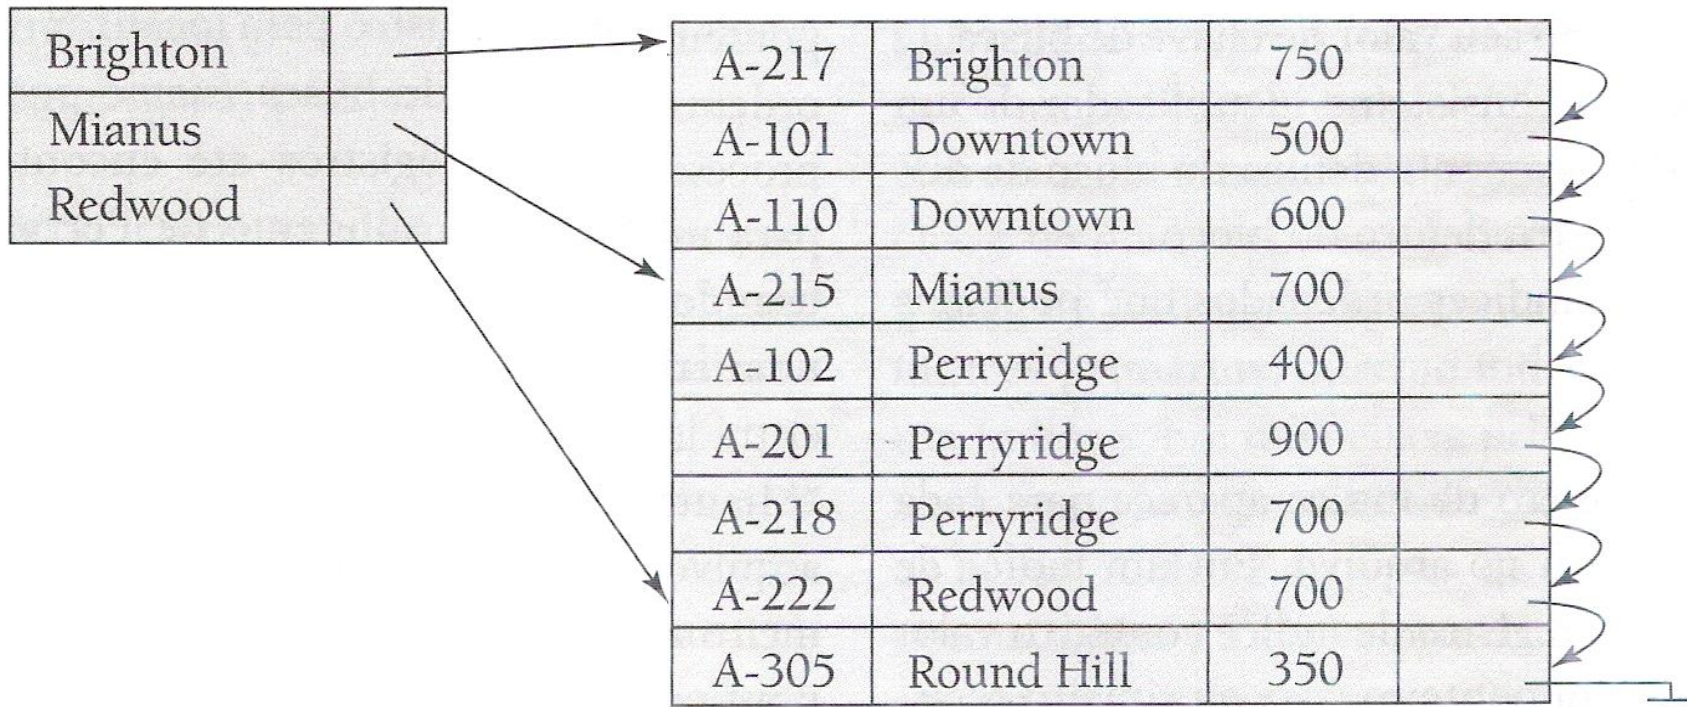 Brighton
Mianus
Redwood
A-217 Brighton 750
A-101 Downtown 500
A-110 Downtown 600
A-215 Mianus 700
A-102 Perryridge 400
A-201 Perryridge 900
A-218 Perryridge 700
A-222 Redwood 700
A-305 Round Hill 350